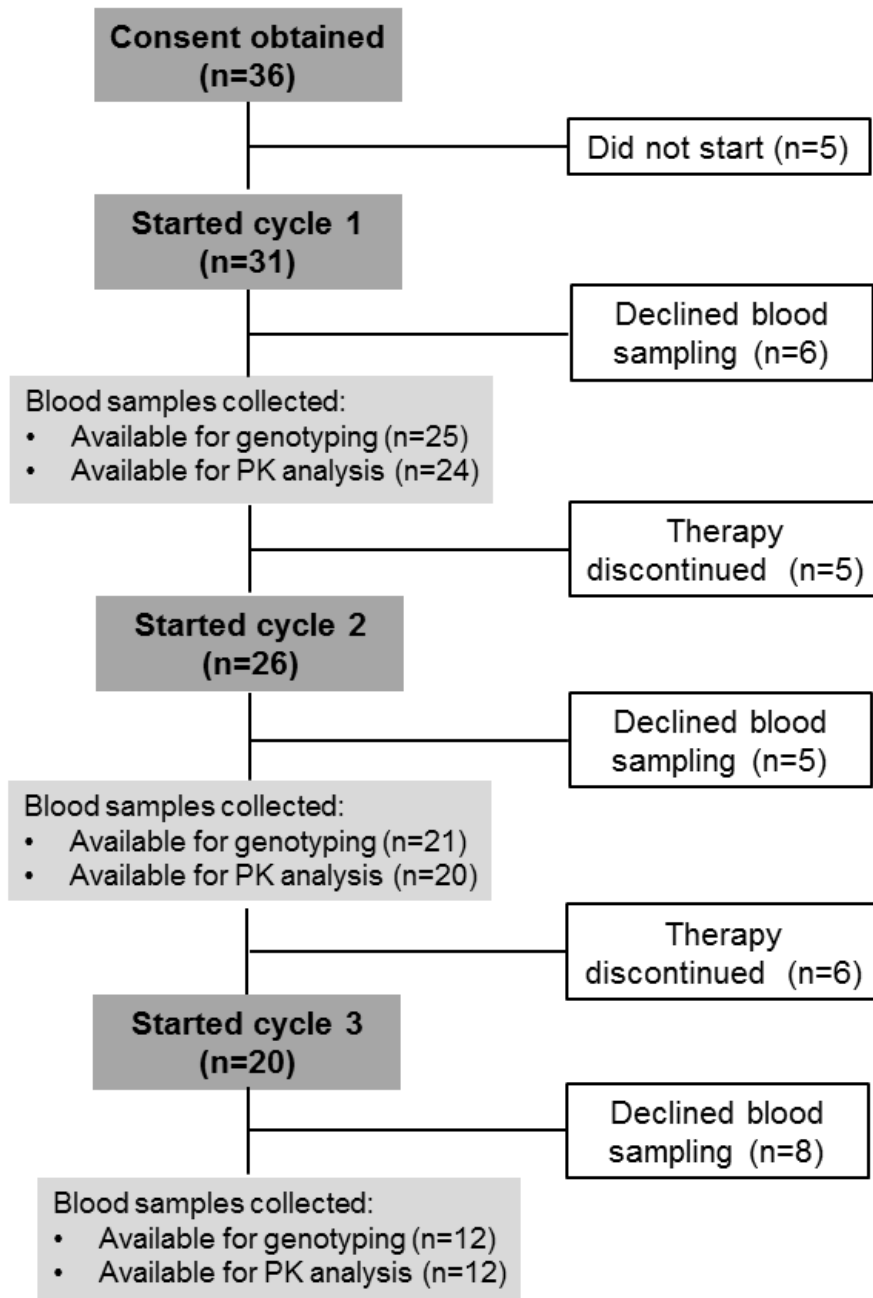 Consent obtained
(n=36)
Did not start (n=5)
Started cycle 1
(n=31)
Declined blood
sampling (n=6)
Blood samples collected:
• Available for genotyping (n=25)
• Available for PK analysis (n=24)
Therapy
discontinued (n=5)
Started cycle 2
(n=26)
Declined blood
sampling (n=5)
Blood samples collected:
• Available for genotyping (n=21)
• Available for PK analysis (n=20)
Therapy
discontinued (n=6)
Started cycle 3
(n=20)
Declined blood
sampling (n=8)
Blood samples collected:
• Available for genotyping (n=12)
• Available for PK analysis (n=12)